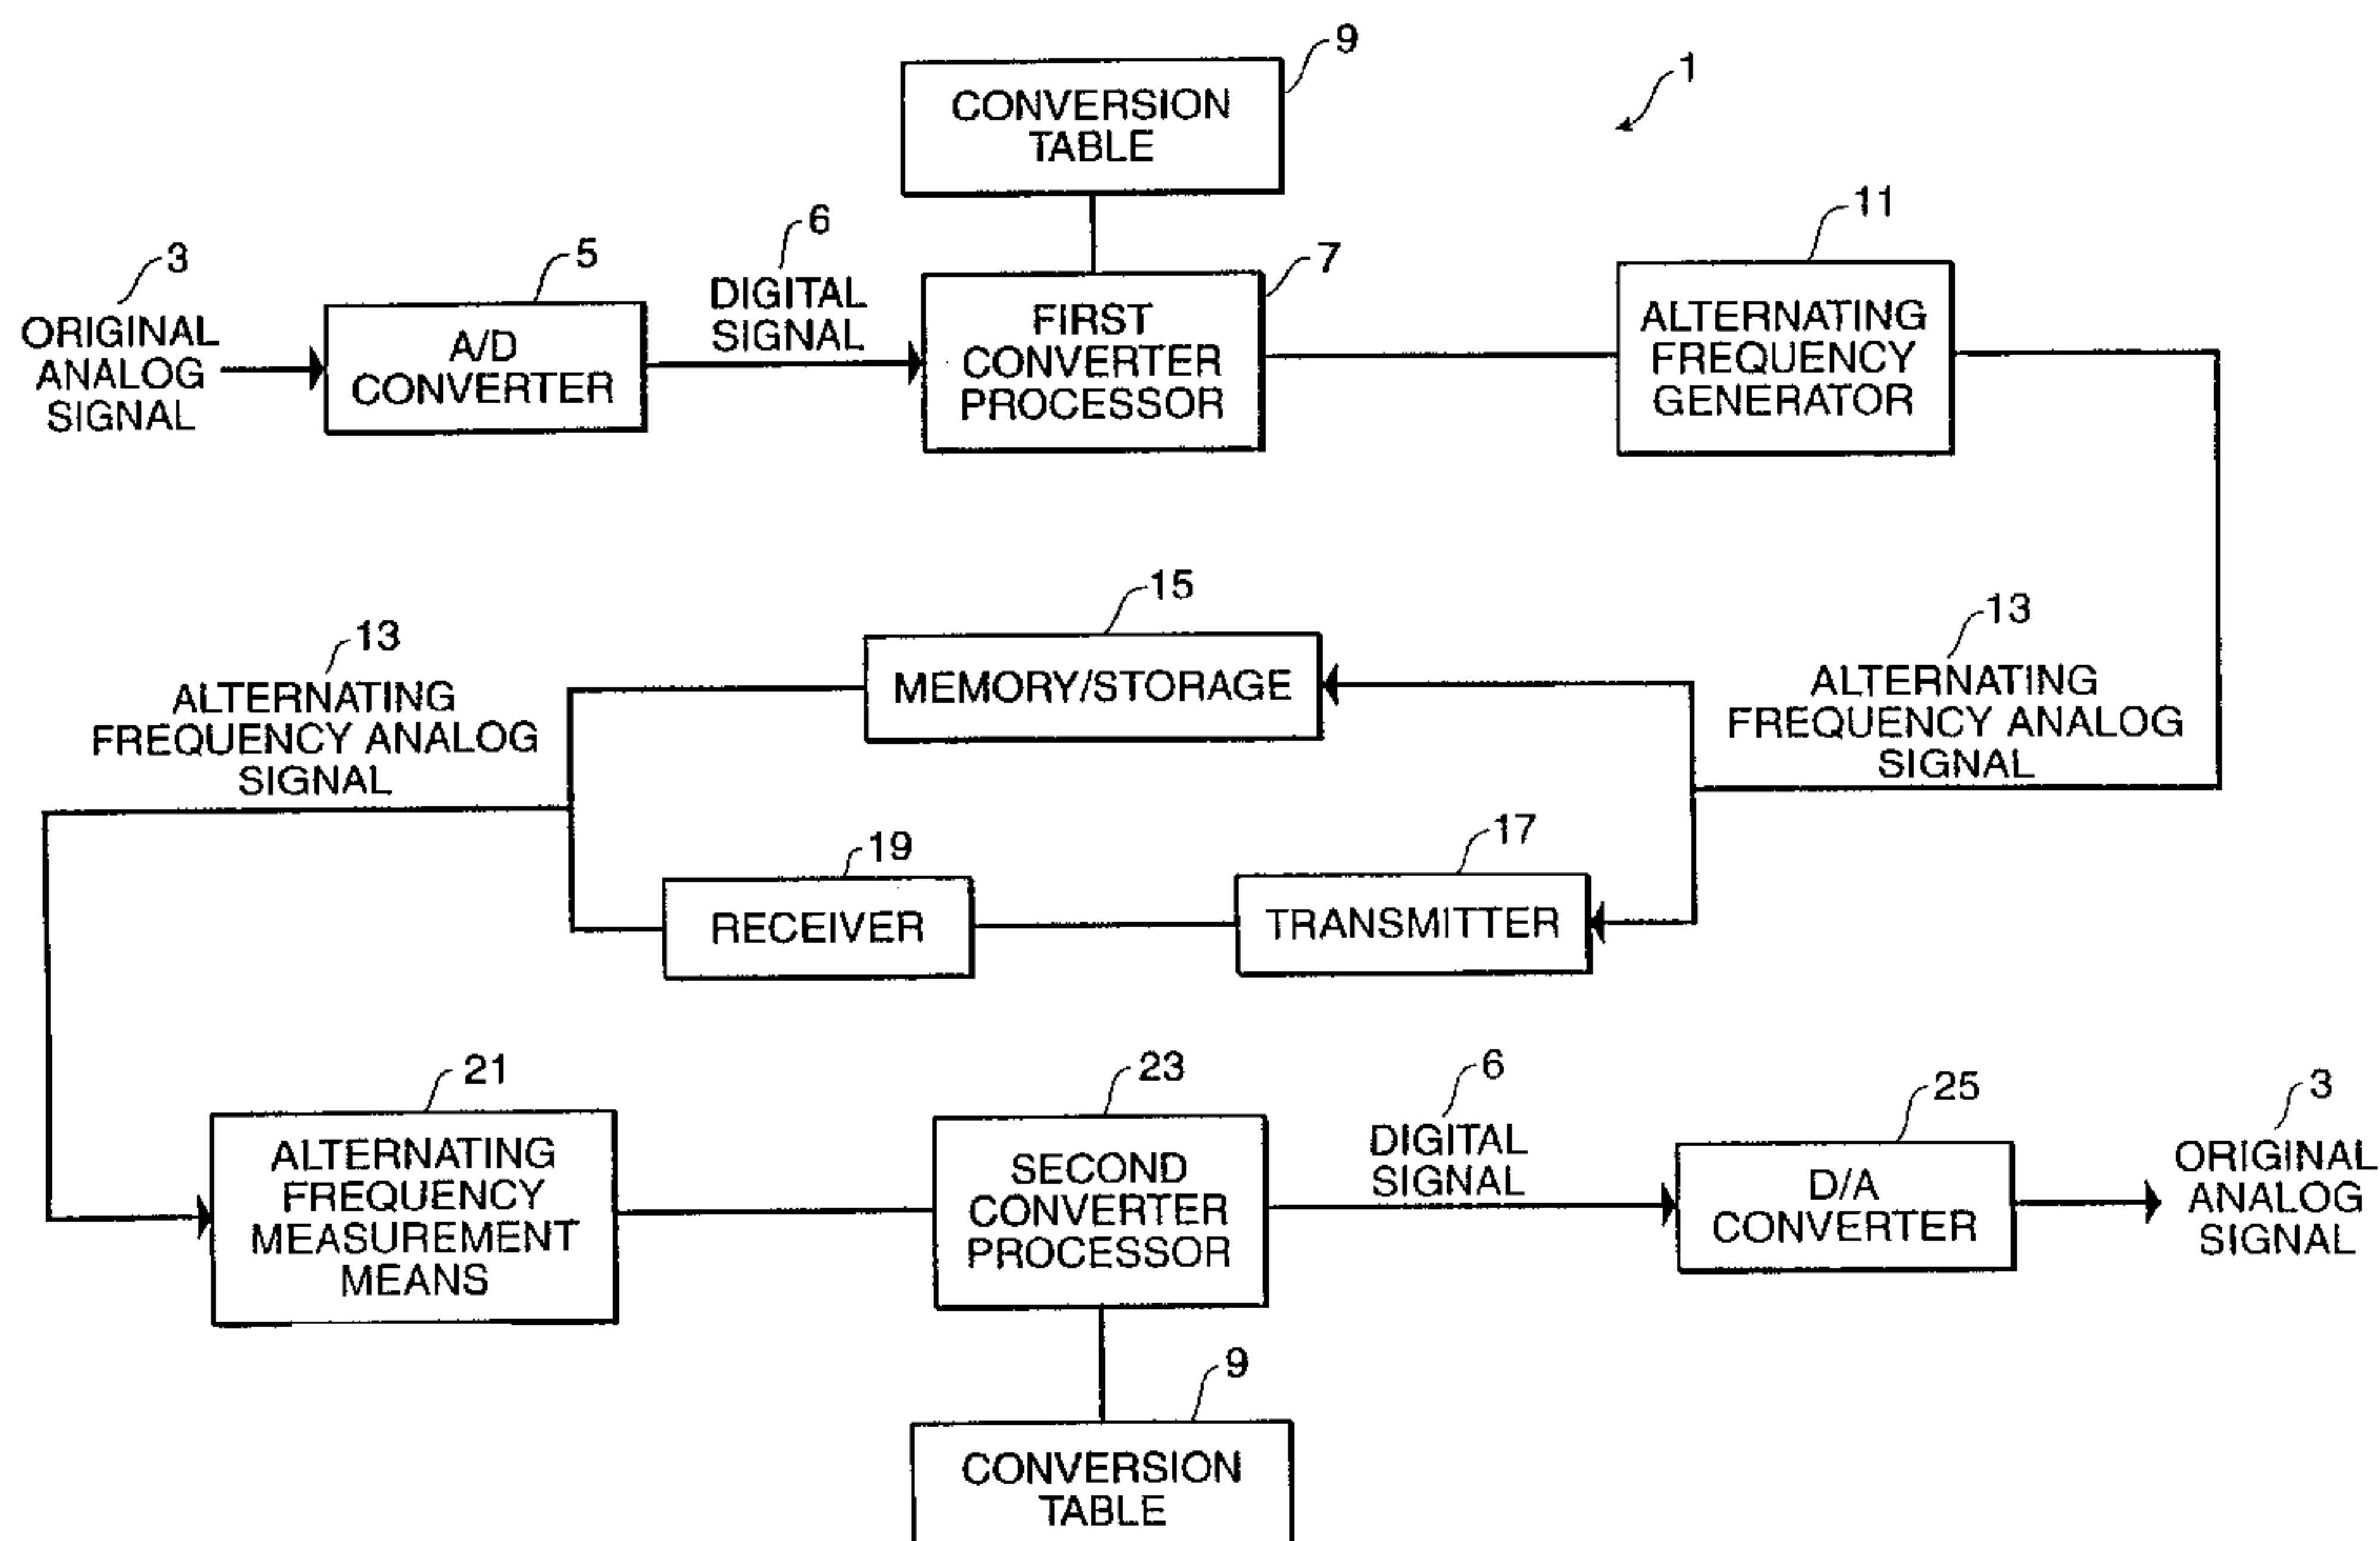 9
CONVERSION
TABLE
1
3
ORIGINAL
ANALOG
SIGNAL
5
A/D
CONVERTER
6
DIGITAL
SIGNAL
7
FIRST
CONVERTER
PROCESSOR
11
ALTERNATING
FREQUENCY
GENERATOR
13
ALTERNATING
FREQUENCY ANALOG
SIGNAL
15
MEMORY/STORAGE
13
ALTERNATING
FREQUENCY ANALOG
SIGNAL
19
RECEIVER
17
TRANSMITTER
21
ALTERNATING
FREQUENCY
MEASUREMENT
MEANS
23
SECOND
CONVERTER
PROCESSOR
6
DIGITAL
SIGNAL
25
D/A
CONVERTER
3
ORIGINAL
ANALOG
SIGNAL
9
CONVERSION
TABLE